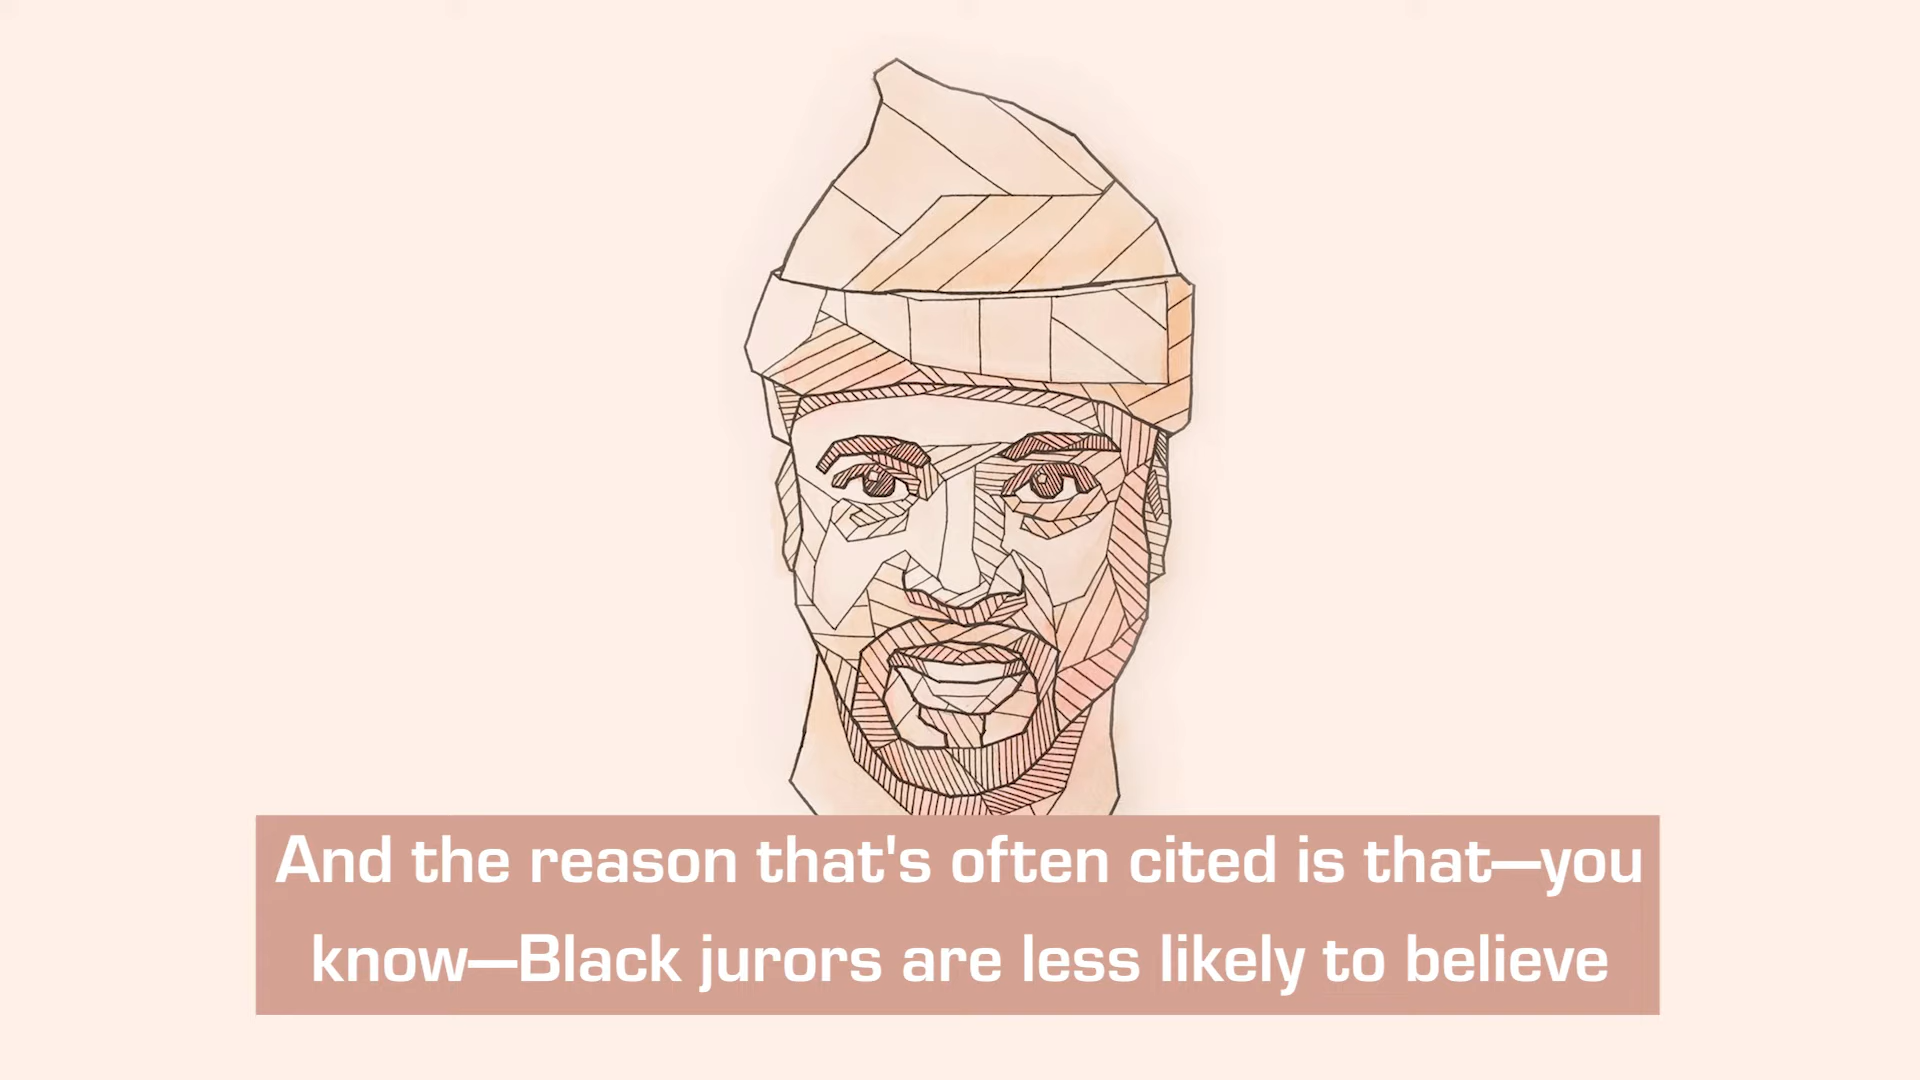 And the reason that's often cited is that—you
know—Black jurors are less likely to believe